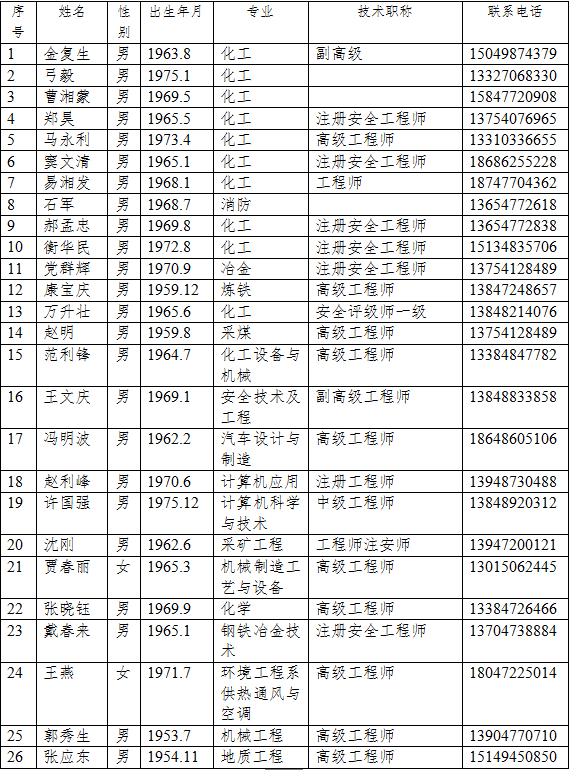 序号 姓名 性别 出生年月 专业 技术职称 联系电话
1 金复生 男 1963.8 化工 副高级 15049874379
2 弓毅 男 1975.1 化工 13327068330
3 曹湘蒙 男 1969.5 化工 15847720908
4 郑昊 男 1965.5 化工 注册安全工程师 13754076965
5 马永利 男 1973.4 化工 高级工程师 13310336655
6 窦文清 男 1965.1 化工 注册安全工程师 18686255228
7 易湘发 男 1968.1 化工 工程师 18747704362
8 石军 男 1968.7 消防 13654772618
9 郝孟忠 男 1969.8 化工 注册安全工程师 13654772838
10 衡华民 男 1972.8 化工 注册安全工程师 15134835706
11 党群辉 男 1970.9 冶金 注册安全工程师 13754128489
12 康宝庆 男 1959.12 炼铁 高级工程师 13847248657
13 万升社 男 1965.6 化工 安全评级师一级 13848214076
14 赵明 男 1959.8 采煤 高级工程师 13754128489
15 范利锋 男 1964.7 化工设备与机械 高级工程师 13384847782
16 王文庆 男 1969.1 安全技术及工程 副高级工程师 13848833858
17 冯明波 男 1962.2 汽车设计与制造 高级工程师 18648605106
18 赵利峰 男 1970.6 计算机应用 注册工程师 13948730488
19 许国强 男 1975.12 计算机科学与技术 中级工程师 13848920312
20 沈刚 男 1962.6 采矿工程 工程师注安师 13947200121
21 贾春丽 女 1965.3 机械制造工艺与设备 高级工程师 13015062445
22 张晓钰 男 1969.9 化学 高级工程师 13384726466
23 戴春来 男 1965.1 钢铁冶金技术 注册安全工程师 13704738884
24 王燕 女 1971.7 环境工程系供热通风与空调 高级工程师 18047225014
25 郭秀生 男 1953.7 机械工程 高级工程师 13904770710
26 张应东 男 1954.11 地质工程 高级工程师 15149450850